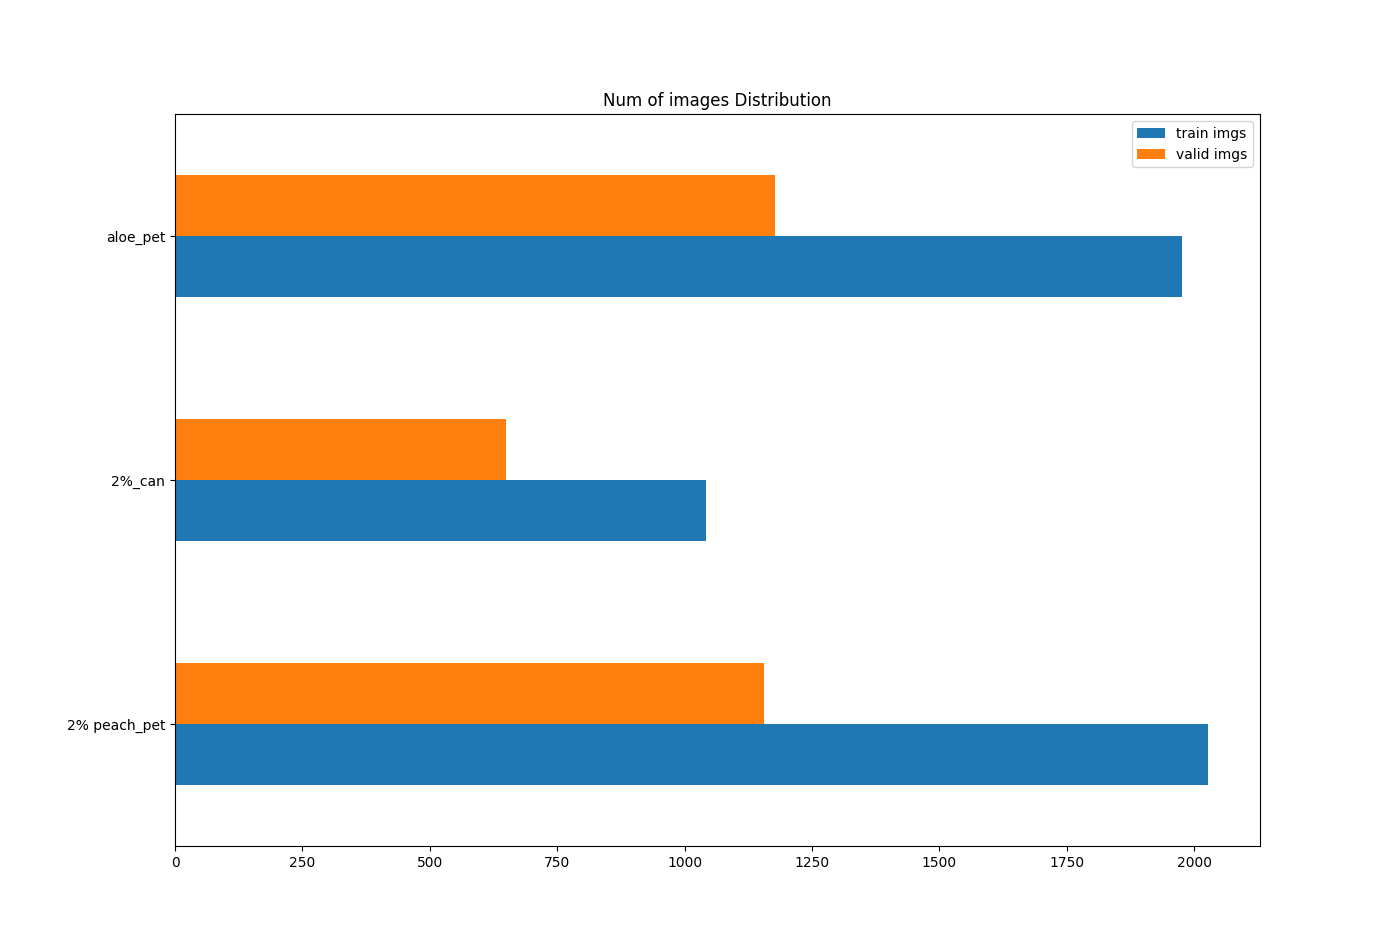 Num of images Distribution
train imgs
valid imgs
aloe_pet
2%_can
2% peach_pet
0 250 500 750 1000 1250 1500 1750 2000